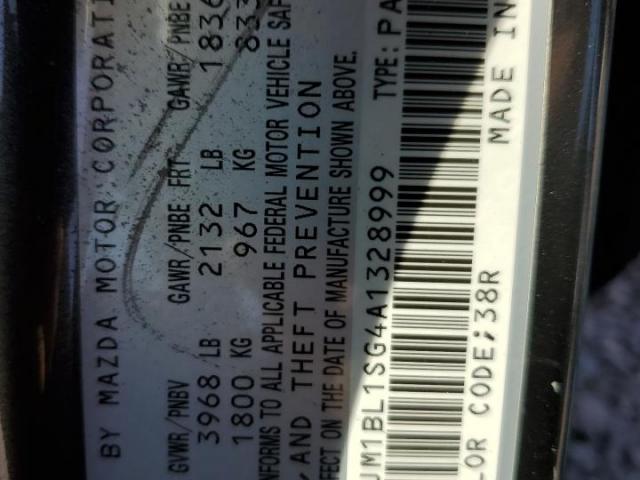 BY MAZDA MOTOR CORPORATI
GVWR/PNBV GAWR/PNBE FRT GAWR/PNBE
3968 LB 2132 LB 1836
1800 KG 967 KG 833
NFORMS TO ALL APPLICABLE FEDERAL MOTOR VEHICLE SAF
AND THEFT PREVENTION
FFECT ON THE DATE OF MANUFACTURE SHOWN ABOVE.
JM1BL1SG4A1328999 TYPE: PA
LOR CODE;38R MADE IN